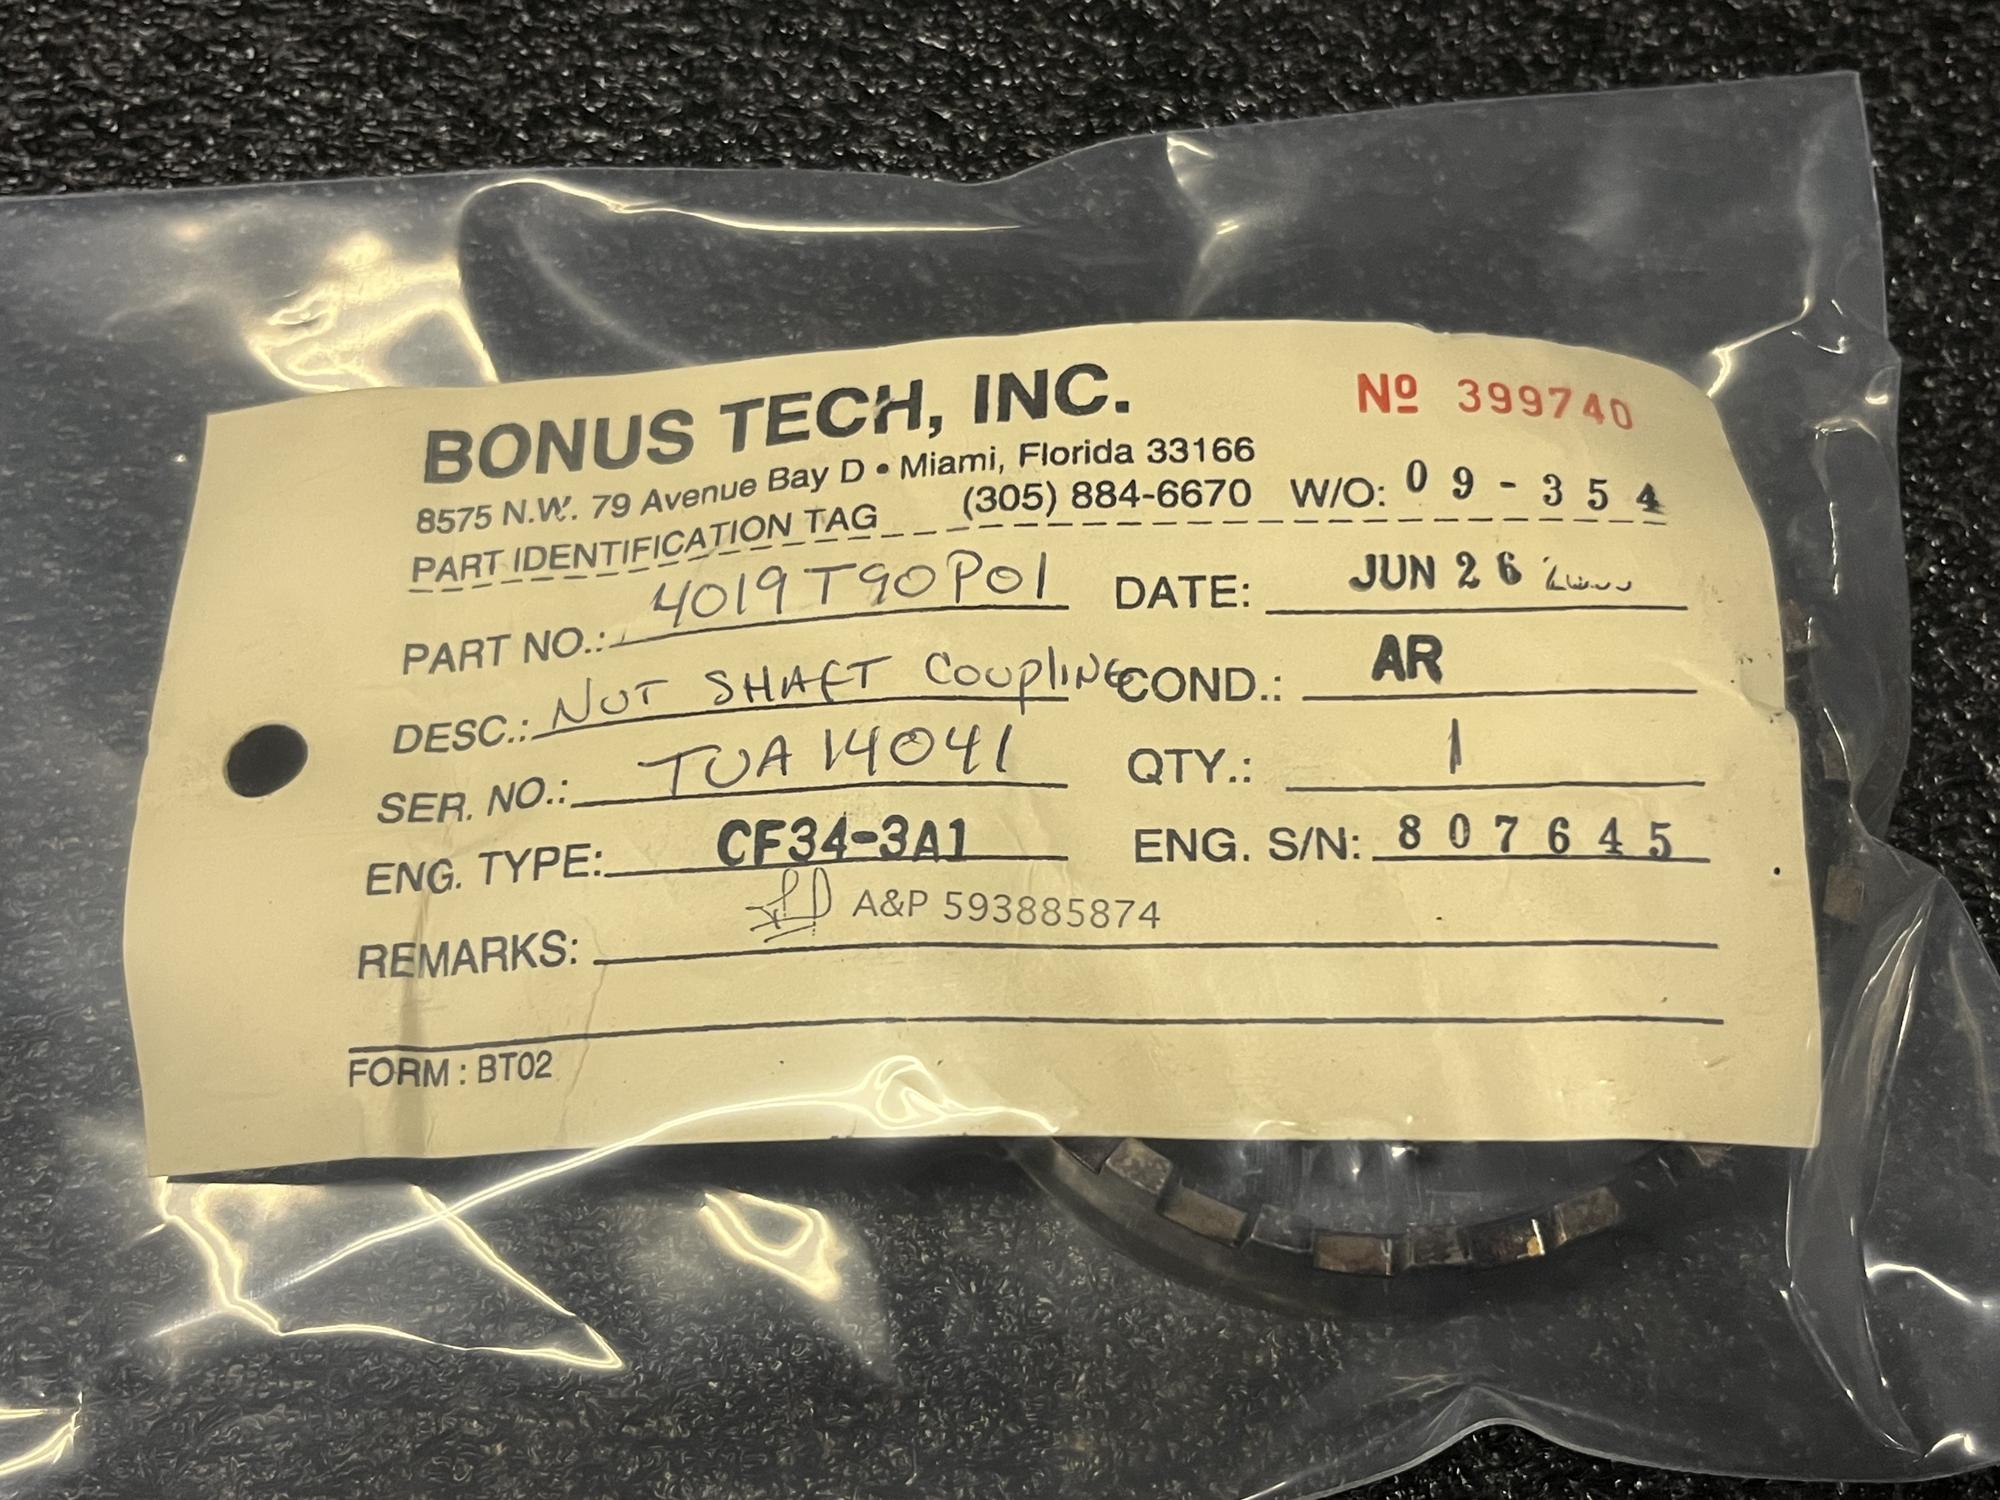 BONUS TECH, INC.
Nº 399740
8575 N.W. 79 Avenue Bay D • Miami, Florida 33166
PART IDENTIFICATION TAG (305) 884-6670 W/O: 09-354
PART NO.: 4019T90P01 DATE: JUN 26
DESC.: NUT SHAFT COUPLING COND.: AR
SER. NO.: TUA14041 QTY.: 1
ENG. TYPE: CF34-3A1 ENG. S/N: 807645
A&P 593885874
REMARKS:
FORM : BT02